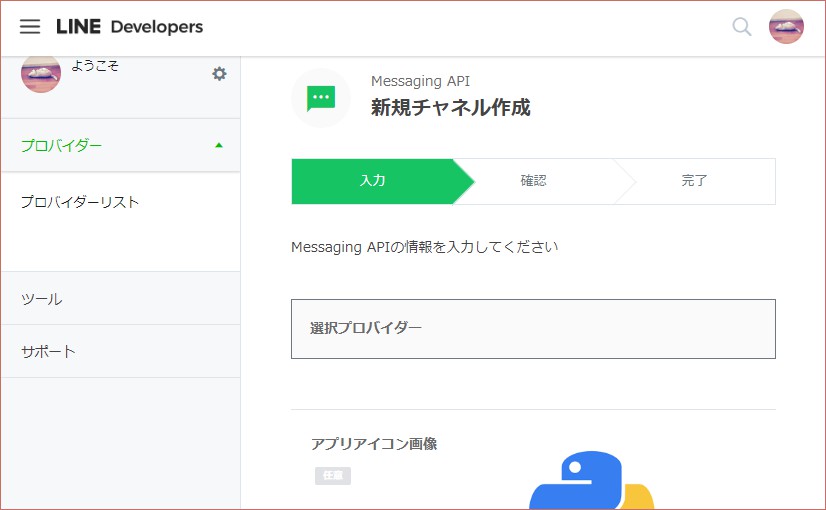 LINE Developers
ようこそ
プロバイダー
プロバイダーリスト
ツール
サポート
Messaging API
新規チャネル作成
入力
確認
完了
Messaging APIの情報を入力してください
選択プロバイダー
アプリアイコン画像
任意